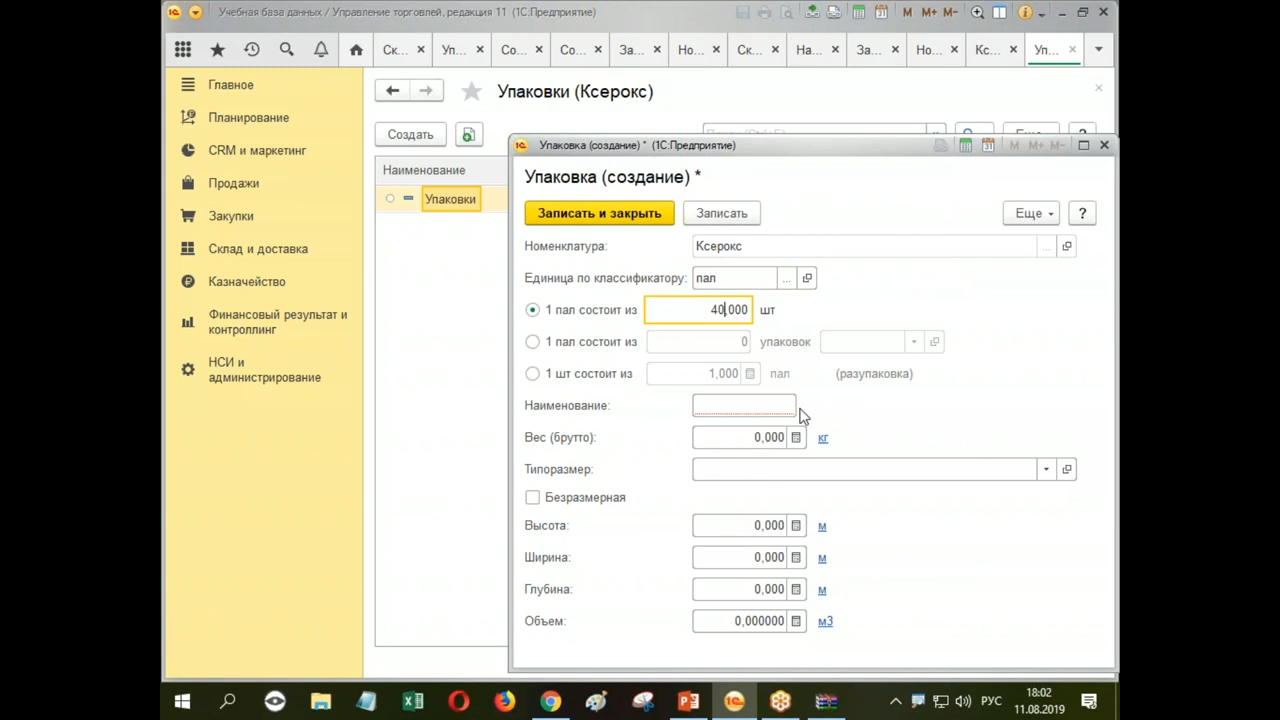 Учебная база данных / Управление торговлей, редакция 11 (1С:Предприятие)
M M+ M-
Ск... Уп... Со... Со... За... Но... Ск... На... За... Но... Кс... Уп...
Главное
Планирование
CRM и маркетинг
Продажи
Закупки
Склад и доставка
Казначейство
Финансовый результат и
контроллинг
НСИ и
администрирование
Упаковки (Ксерокс)
Создать
Наименование
Упаковки
Упаковка (создание) * (1С:Предприятие)
M M+ M-
Упаковка (создание) *
Записать и закрыть Записать Еще ?
Номенклатура: Ксерокс ...
Единица по классификатору: пал ...
1 пал состоит из 40,000 шт
1 пал состоит из 0 упаковок
1 шт состоит из 1,000 пал (разупаковка)
Наименование:
Вес (брутто): 0,000 кг
Типоразмер:
Безразмерная
Высота: 0,000 м
Ширина: 0,000 м
Глубина: 0,000 м
Объем: 0,000000 м3
РУС
18:02
11.08.2019